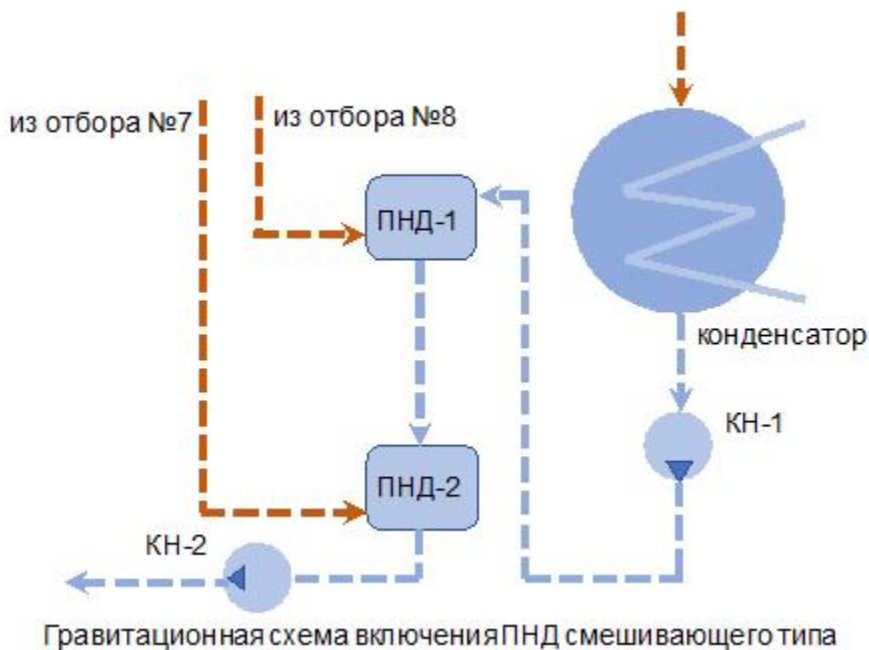 из отбора №7
из отбора №8
ПНД-1
конденсатор
КН-1
ПНД-2
КН-2
Гравитационная схема включения ПНД смешивающего типа